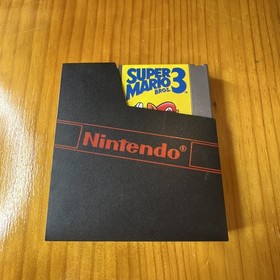 SUPER
MARIO 3
BROS.
Nintendo®